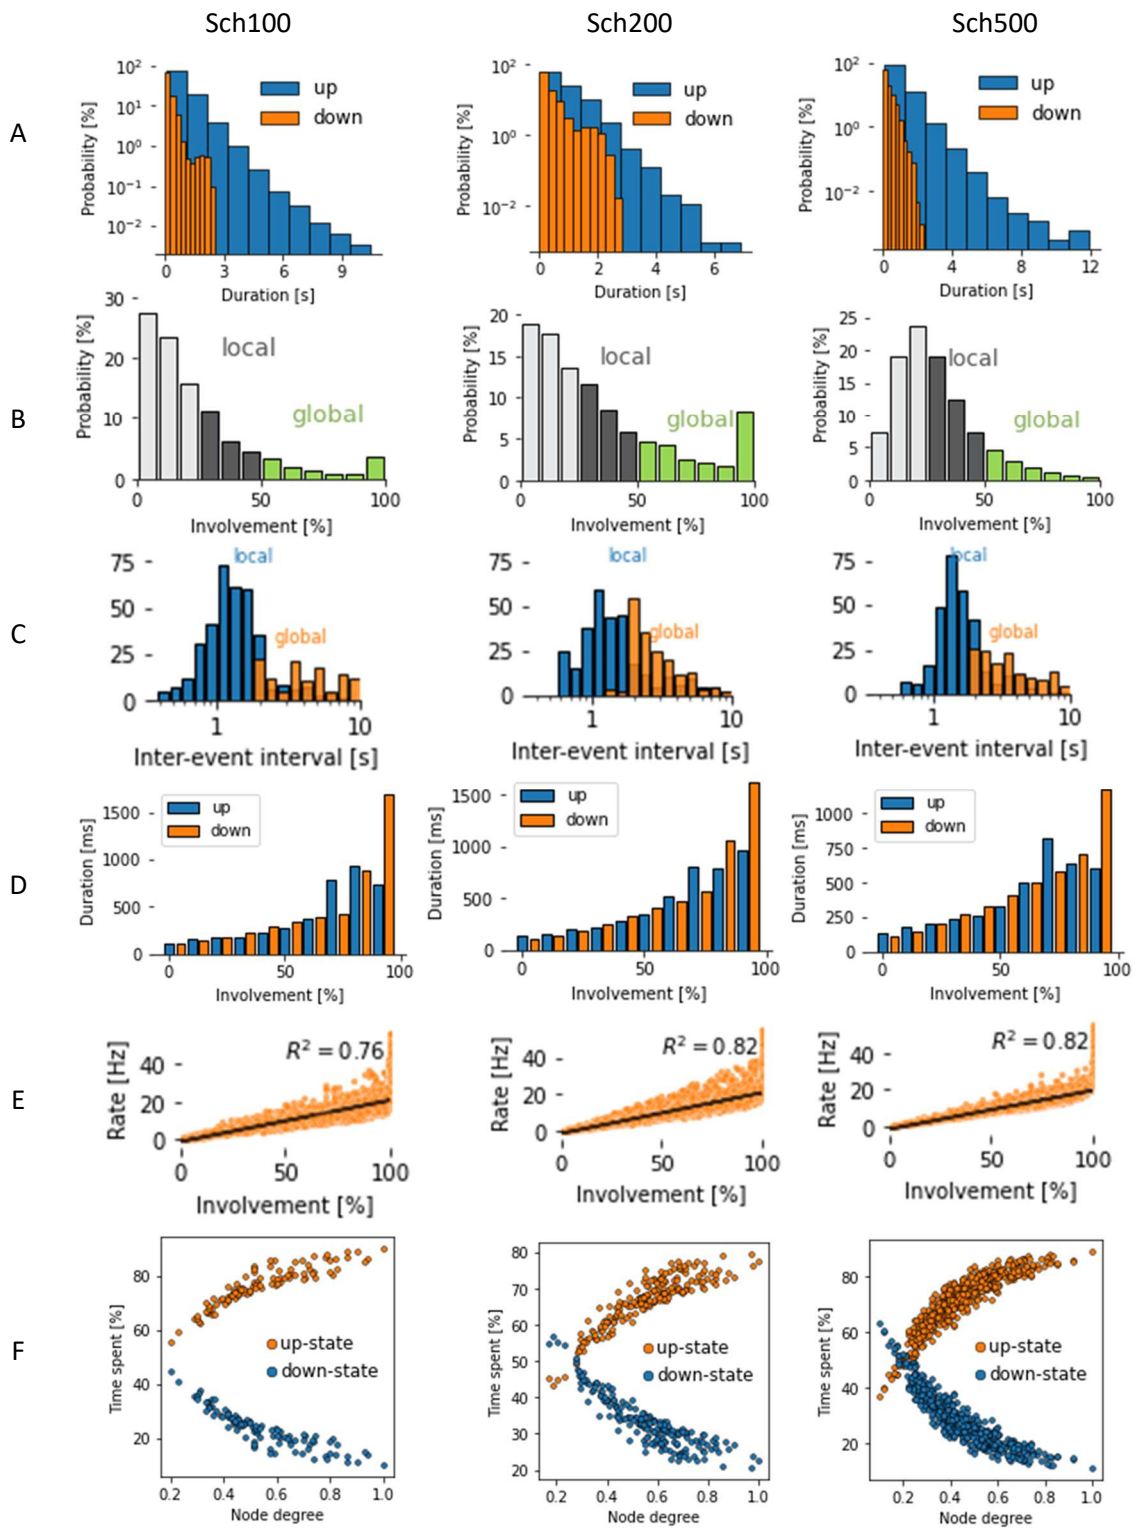 Sch100 Sch200 Sch500
A
Probability [%]
10² 10¹ 10⁰ 10⁻¹ 10⁻²
up
down
0 3 6 9
Duration [s]
Probability [%]
10² 10⁰ 10⁻²
up
down
0 2 4 6
Duration [s]
Probability [%]
10² 10⁰ 10⁻²
up
down
0 4 8 12
Duration [s]
B
Probability [%]
30 20 10 0
local
global
0 50 100
Involvement [%]
Probability [%]
20 15 10 5 0
local
global
0 50 100
Involvement [%]
Probability [%]
25 20 15 10 5 0
local
global
0 50 100
Involvement [%]
C
75 50 25 0
local
global
1 10
Inter-event interval [s]
75 50 25 0
local
global
1 10
Inter-event interval [s]
75 50 25 0
local
global
1 10
Inter-event interval [s]
D
Duration [ms]
1500 1000 500 0
up
down
0 50 100
Involvement [%]
Duration [ms]
1500 1000 500 0
up
down
0 50 100
Involvement [%]
Duration [ms]
1000 750 500 250 0
up
down
0 50 100
Involvement [%]
E
Rate [Hz]
40 20 0
R² = 0.76
0 50 100
Involvement [%]
Rate [Hz]
40 20 0
R² = 0.82
0 50 100
Involvement [%]
Rate [Hz]
40 20 0
R² = 0.82
0 50 100
Involvement [%]
F
Time spent [%]
80 60 40 20
up-state
down-state
0.2 0.4 0.6 0.8 1.0
Node degree
Time spent [%]
80 70 60 50 40 30 20
up-state
down-state
0.2 0.4 0.6 0.8 1.0
Node degree
Time spent [%]
80 60 40 20
up-state
down-state
0.2 0.4 0.6 0.8 1.0
Node degree